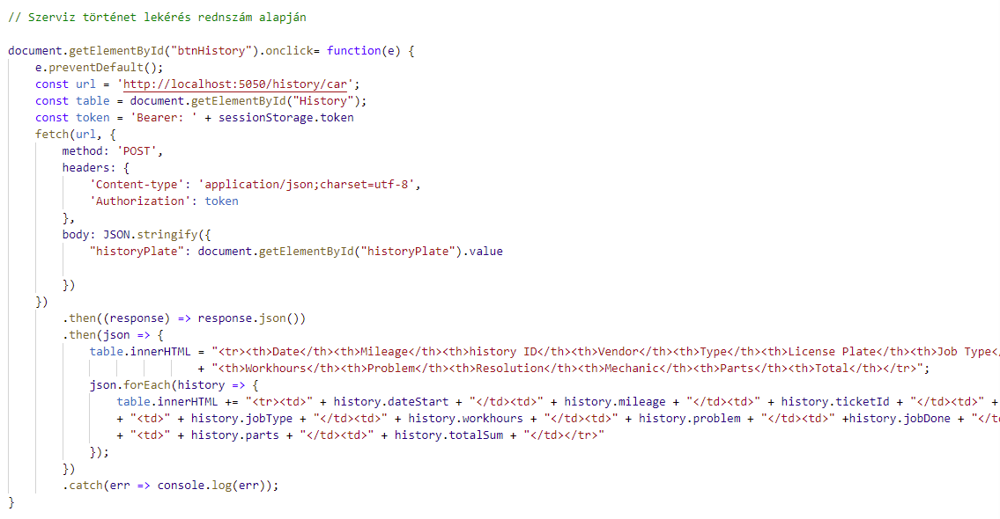 // Szerviz történet lekérés rednszám alapján
document.getElementById("btnHistory").onclick= function(e) {
e.preventDefault();
const url = 'http://localhost:5050/history/car';
const table = document.getElementById("History");
const token = 'Bearer: ' + sessionStorage.token
fetch(url, {
method: 'POST',
headers: {
'Content-type': 'application/json;charset=utf-8',
'Authorization': token
},
body: JSON.stringify({
"historyPlate": document.getElementById("historyPlate").value
})
})
.then((response) => response.json())
.then(json => {
table.innerHTML = "<tr><th>Date</th><th>Mileage</th><th>history ID</th><th>Vendor</th><th>Type</th><th>License Plate</th><th>Job Type</
+ "<th>Workhours</th><th>Problem</th><th>Resolution</th><th>Mechanic</th><th>Parts</th><th>Total</th></tr>";
json.forEach(history => {
table.innerHTML += "<tr><td>" + history.dateStart + "</td><td>" + history.mileage + "</td><td>" + history.ticketId + "</td><td>" +
+ "<td>" + history.jobType + "</td><td>" + history.workhours + "</td><td>" + history.problem + "</td><td>" +history.jobDone + "</t
+ "<td>" + history.parts + "</td><td>" + history.totalSum + "</td></tr>"
});
})
.catch(err => console.log(err));
}